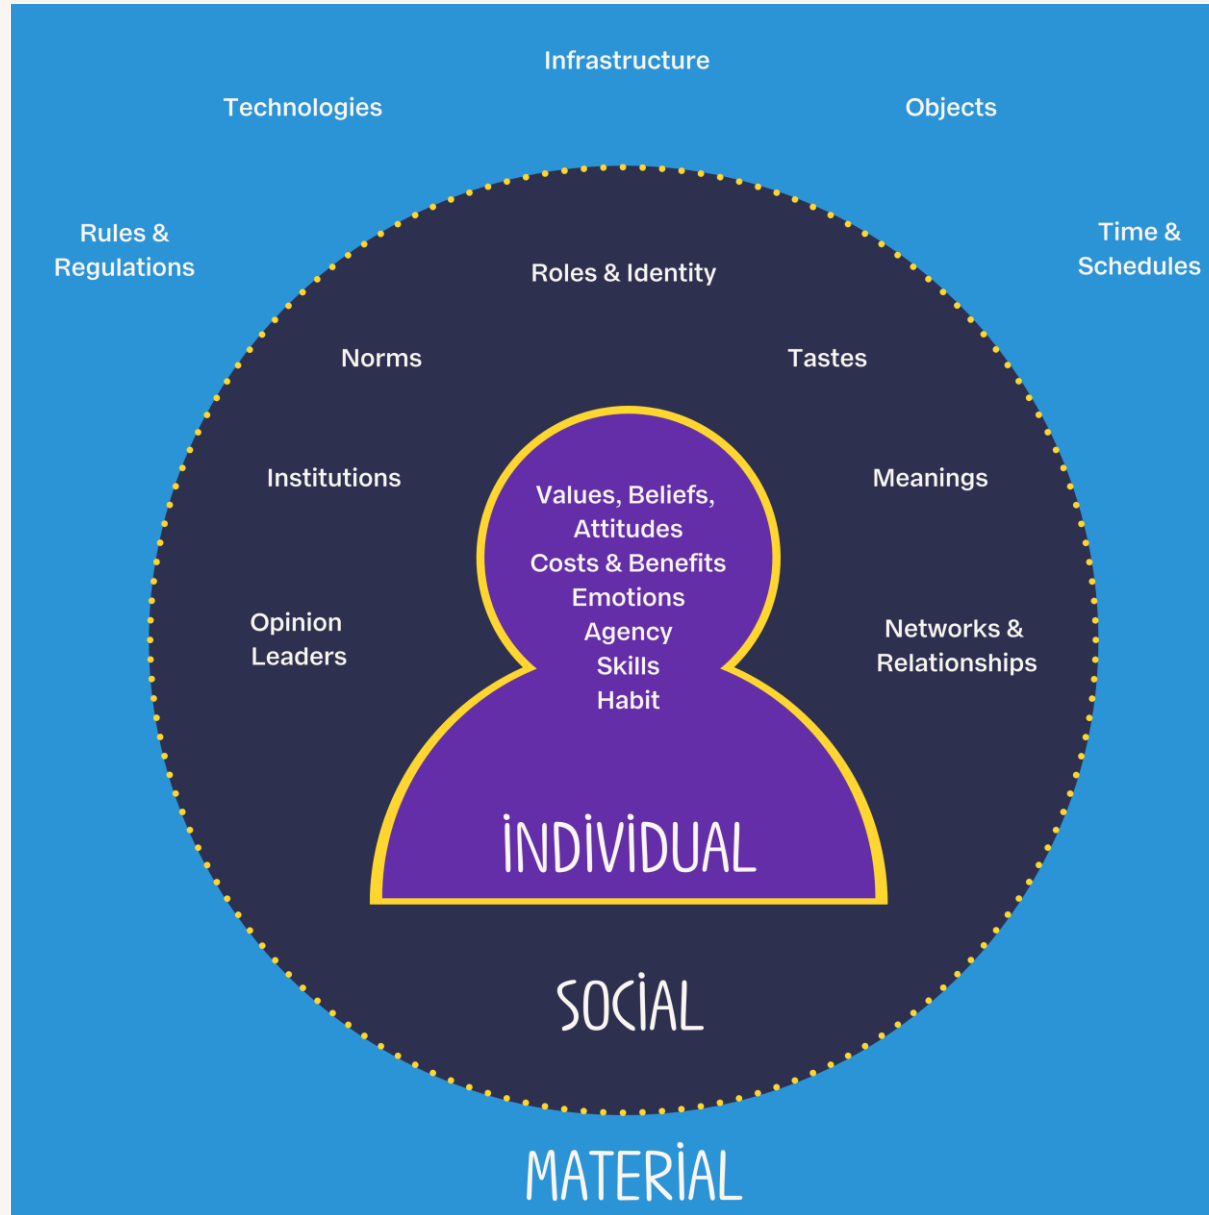 Infrastructure
Technologies
Objects
Rules &
Regulations
Time &
Schedules
Roles & Identity
Norms
Tastes
Institutions
Meanings
Values, Beliefs,
Attitudes
Costs & Benefits
Emotions
Agency
Skills
Habit
Opinion
Leaders
Networks &
Relationships
INDIVIDUAL
SOCIAL
MATERIAL